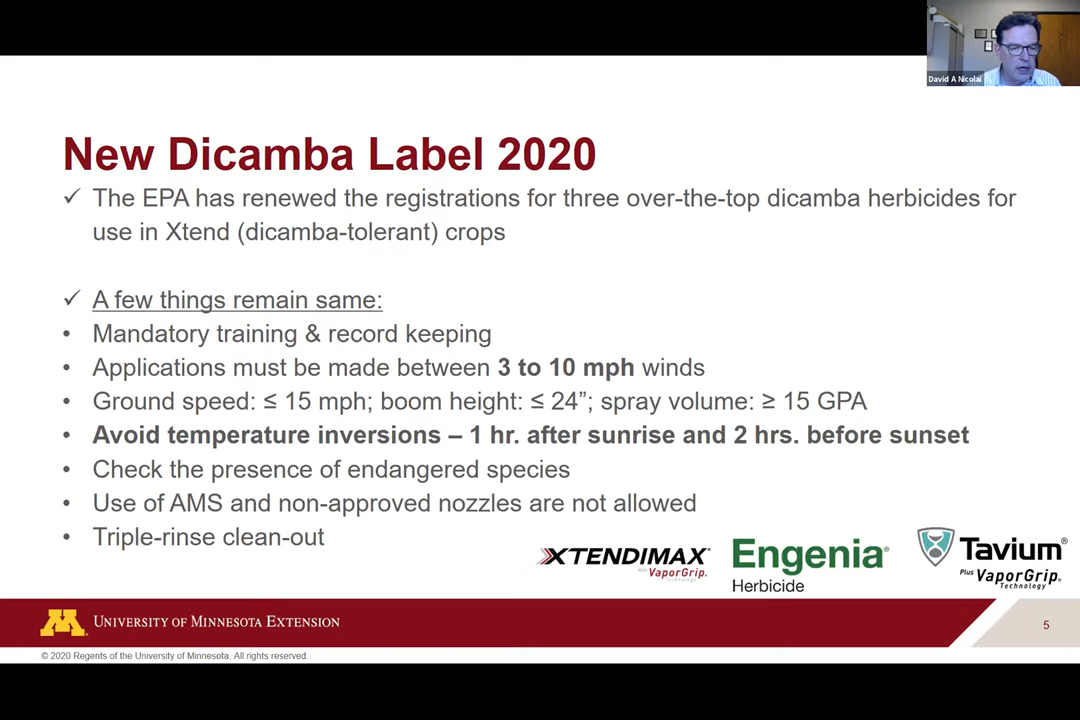 David A Nicolai
New Dicamba Label 2020
✓ The EPA has renewed the registrations for three over-the-top dicamba herbicides for
use in Xtend (dicamba-tolerant) crops
✓ A few things remain same:
• Mandatory training & record keeping
• Applications must be made between 3 to 10 mph winds
• Ground speed: ≤ 15 mph; boom height: ≤ 24”; spray volume: ≥ 15 GPA
• Avoid temperature inversions – 1 hr. after sunrise and 2 hrs. before sunset
• Check the presence of endangered species
• Use of AMS and non-approved nozzles are not allowed
• Triple-rinse clean-out
XTENDIMAX®
VaporGrip.
Technology
Engenia®
Herbicide
Tavium®
Plus VaporGrip.
Technology
M
UNIVERSITY OF MINNESOTA EXTENSION
5
© 2020 Regents of the University of Minnesota. All rights reserved.